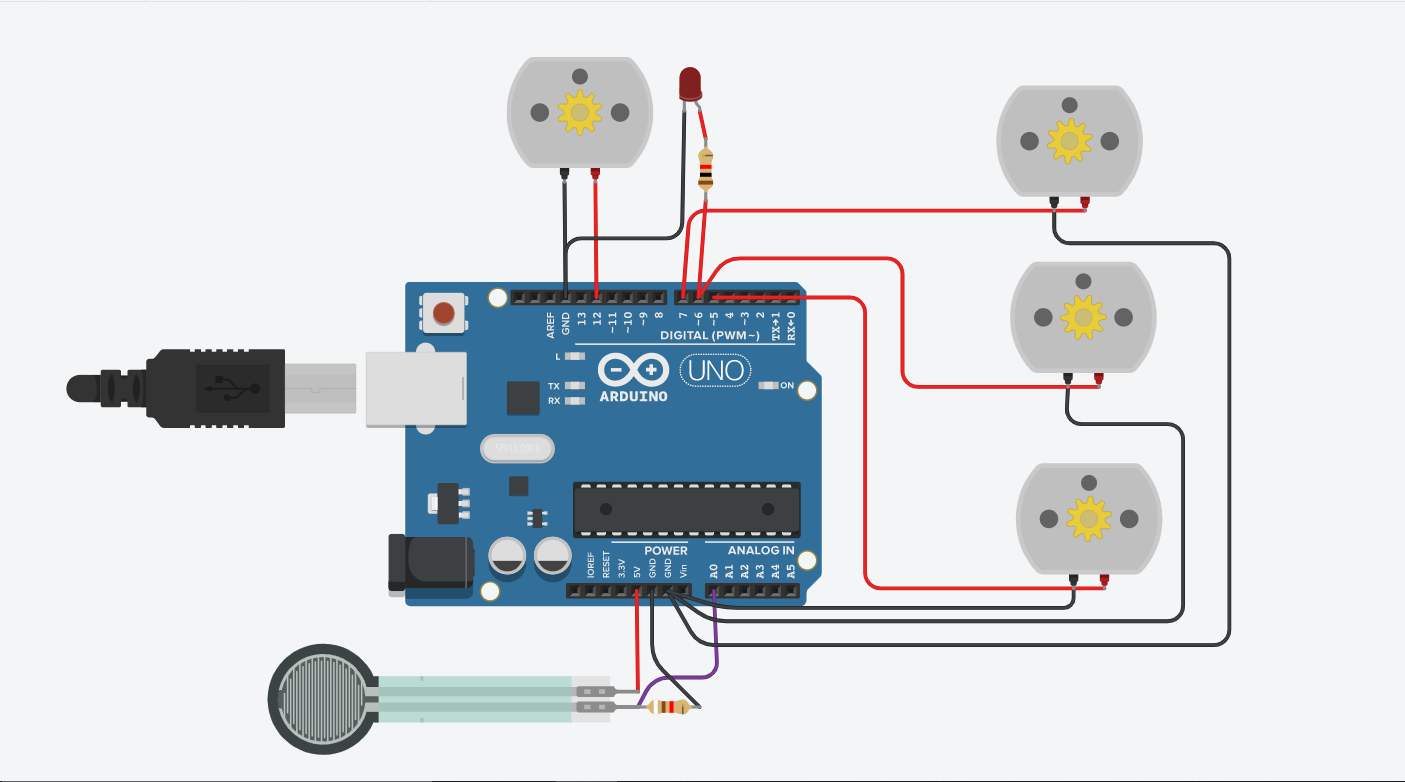 AREF
GND
13
12
~11
~10
~9
8
7
~6
~5
4
~3
2
TX→1
RX←0
DIGITAL (PWM~)
L
TX
RX
UNO
ARDUINO
ON
IOREF
RESET
3.3V
5V
GND
GND
Vin
POWER
ANALOG IN
A0
A1
A2
A3
A4
A5